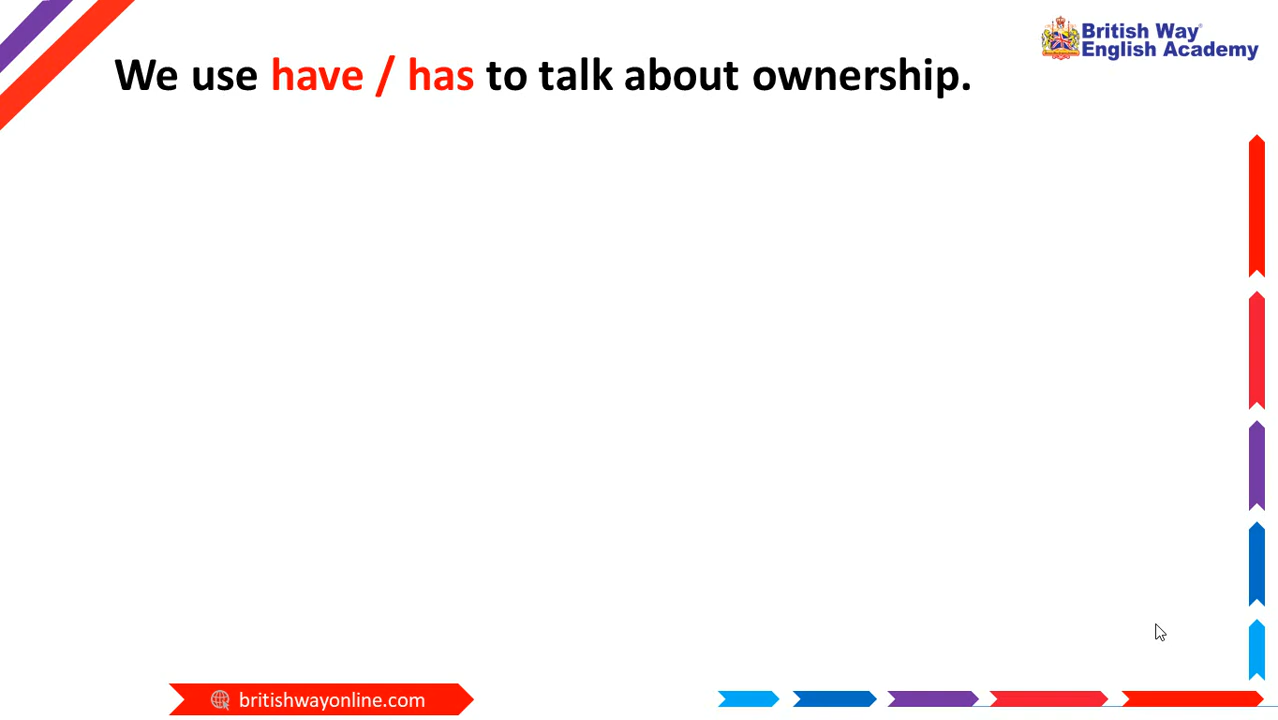 British Way®
English Academy
We use have / has to talk about ownership.
britishwayonline.com